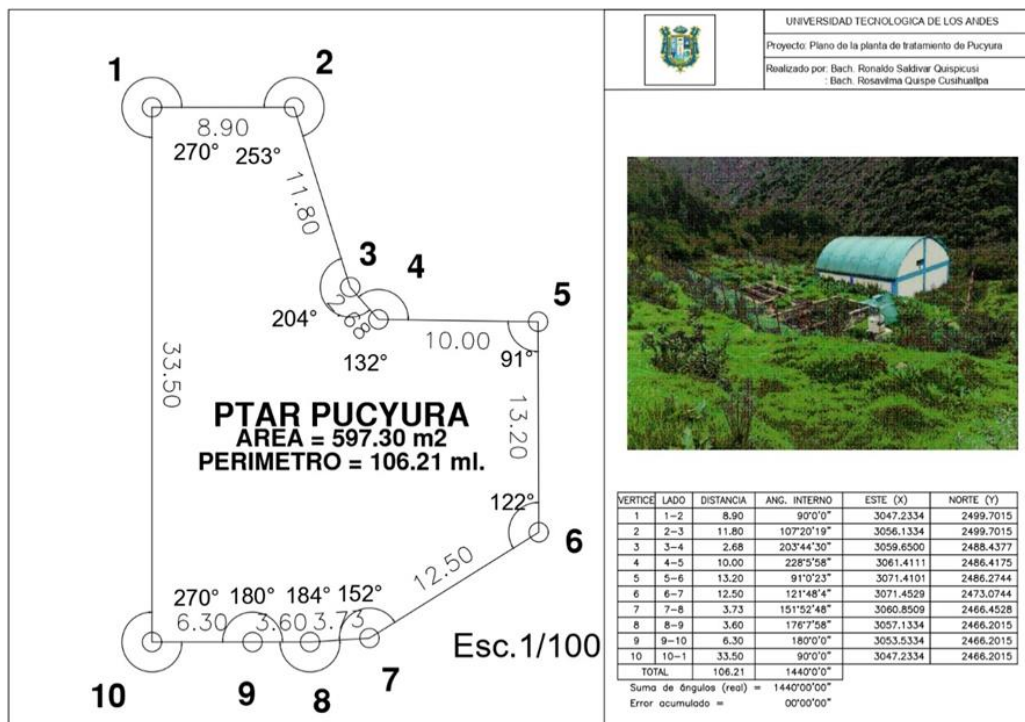 UNIVERSIDAD TECNOLOGICA DE LOS ANDES
Proyecto: Plano de la planta de tratamiento de Pucyura
Realizado por: Bach. Ronaldo Saldivar Quispicusi
: Bach. Rosavilma Quispe Cusihuallpa
1
2
8.90
270°
253°
11.80
3
4
5
2.68
204°
132°
10.00
91°
33.50
13.20
PTAR PUCYURA
AREA = 597.30 m2
PERIMETRO = 106.21 ml.
122°
6
12.50
270°
180°
184°
152°
6.30
3.60
3.73
Esc.1/100
7
10
9
8
VERTICE LADO DISTANCIA ANG. INTERNO ESTE (X) NORTE (Y)
1 1-2 8.90 90°0'0" 3047.2334 2499.7015
2 2-3 11.80 107°20'19" 3056.1334 2499.7015
3 3-4 2.68 203°44'30" 3059.6500 2488.4377
4 4-5 10.00 228°5'58" 3061.4111 2486.4175
5 5-6 13.20 91°0'23" 3071.4101 2486.2744
6 6-7 12.50 121°48'4" 3071.4529 2473.0744
7 7-8 3.73 151°52'48" 3060.8509 2466.4528
8 8-9 3.60 176°7'58" 3057.1334 2466.2015
9 9-10 6.30 180°0'0" 3053.5334 2466.2015
10 10-1 33.50 90°0'0" 3047.2334 2466.2015
TOTAL 106.21 1440°0'0"
Suma de ángulos (real) = 1440°00'00"
Error acumulado = 00°00'00"